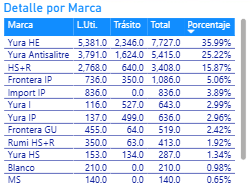 Detalle por Marca
Marca L.Uti. Tránsito Total Porcentaje
Yura HE 5,381.0 2,346.0 7,727.0 35.99%
Yura Antisalitre 3,791.0 1,624.0 5,415.0 25.22%
HS+R 2,768.0 640.0 3,408.0 15.87%
Frontera IP 736.0 350.0 1,086.0 5.06%
Import IP 836.0 0.0 836.0 3.89%
Yura I 116.0 527.0 643.0 2.99%
Yura IP 137.0 499.0 636.0 2.96%
Frontera GU 455.0 64.0 519.0 2.42%
Rumi HS+R 350.0 63.0 413.0 1.92%
Yura HS 153.0 134.0 287.0 1.34%
Blanco 210.0 0.0 210.0 0.98%
MS 140.0 0.0 140.0 0.65%